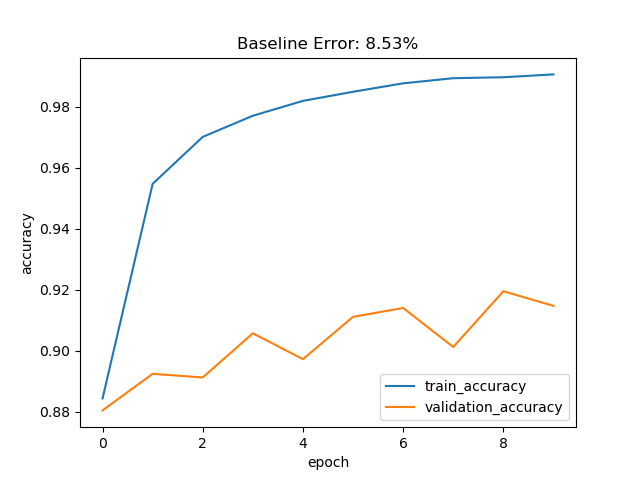 Baseline Error: 8.53%
accuracy
0.98
0.96
0.94
0.92
0.90
0.88
train_accuracy
validation_accuracy
0 2 4 6 8
epoch